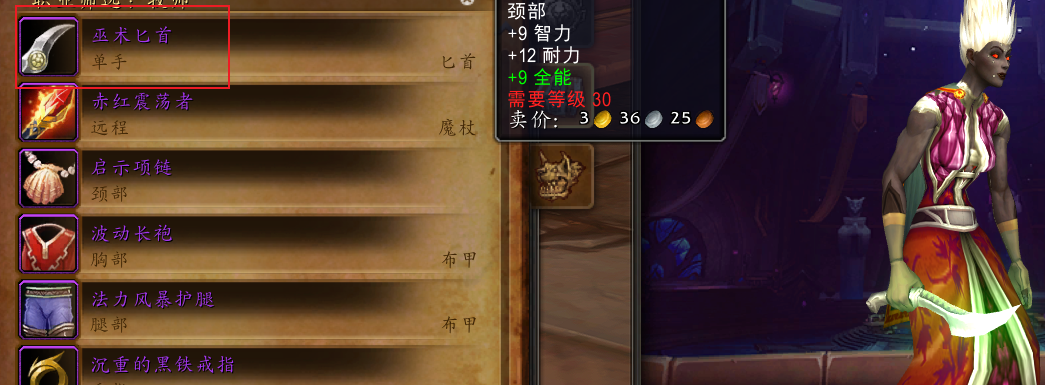 巫术匕首
单手
匕首
赤红震荡者
远程
魔杖
启示项链
颈部
波动长袍
胸部
布甲
法力风暴护腿
腿部
布甲
沉重的黑铁戒指
颈部
+9 智力
+12 耐力
+9 全能
需要等级 30
卖价： 3 36 25